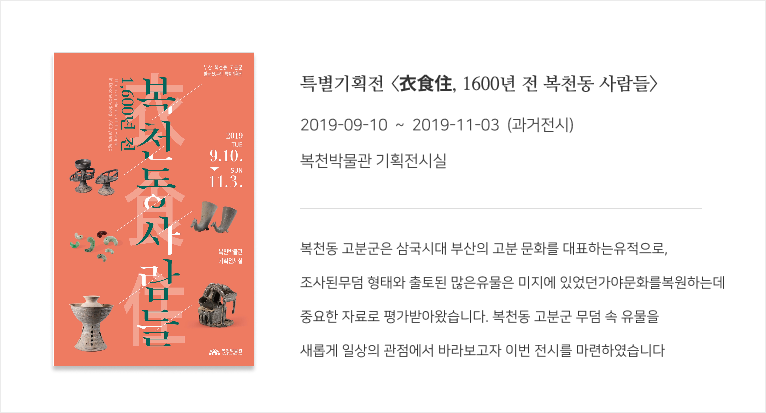 복천동 사람들
1,600년 전
衣食住
2019
TUE
9.10.
SUN
11.3.
복천박물관
기획전시실
특별기획전 〈衣食住, 1600년 전 복천동 사람들〉
2019-09-10 ~ 2019-11-03 (과거전시)
복천박물관 기획전시실
복천동 고분군은 삼국시대 부산의 고분 문화를 대표하는유적으로,
조사된무덤 형태와 출토된 많은유물은 미지에 있었던가야문화를복원하는데
중요한 자료로 평가받아왔습니다. 복천동 고분군 무덤 속 유물을
새롭게 일상의 관점에서 바라보고자 이번 전시를 마련하였습니다